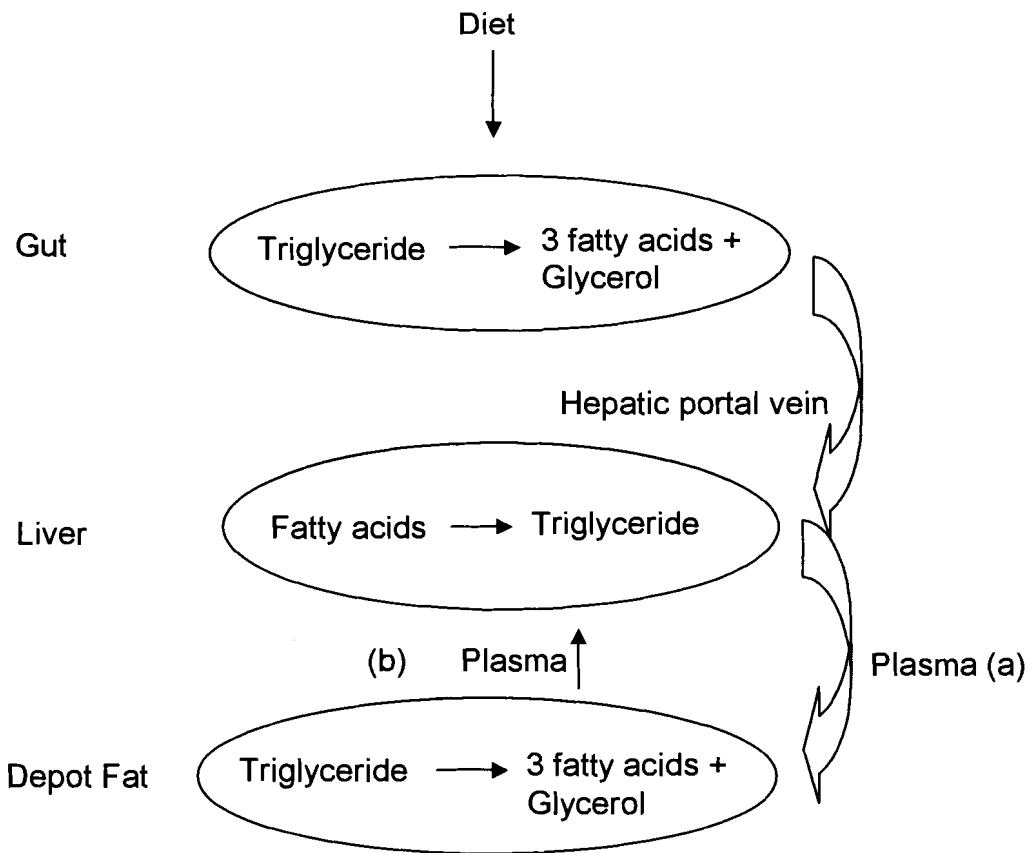 Diet
Gut
Triglyceride
3 fatty acids +
Glycerol
Hepatic portal vein
Liver
Fatty acids
Triglyceride
(b) Plasma
Plasma (a)
Depot Fat
Triglyceride
3 fatty acids +
Glycerol